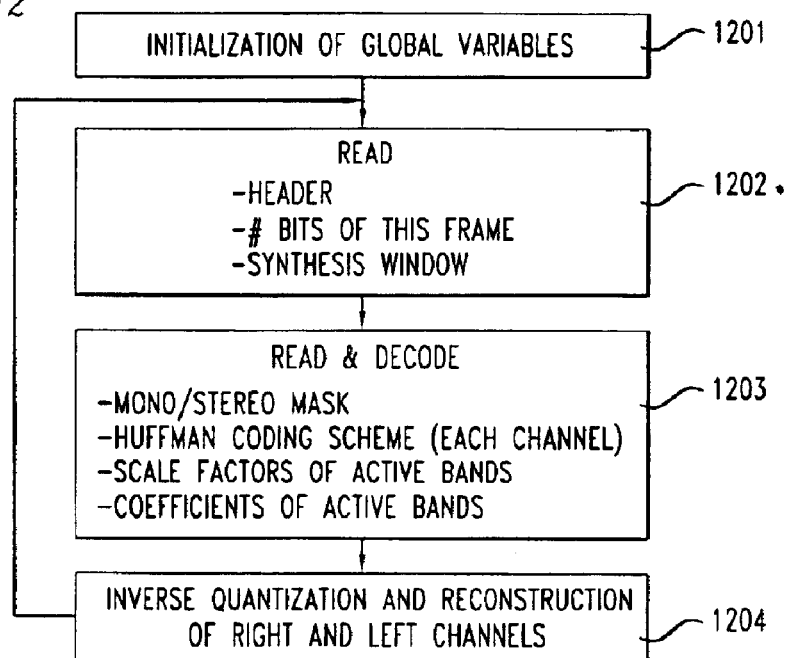 2
INITIALIZATION OF GLOBAL VARIABLES
1201
READ
-HEADER
-# BITS OF THIS FRAME
-SYNTHESIS WINDOW
1202
READ & DECODE
-MONO/STEREO MASK
-HUFFMAN CODING SCHEME (EACH CHANNEL)
-SCALE FACTORS OF ACTIVE BANDS
-COEFFICIENTS OF ACTIVE BANDS
1203
INVERSE QUANTIZATION AND RECONSTRUCTION
OF RIGHT AND LEFT CHANNELS
1204